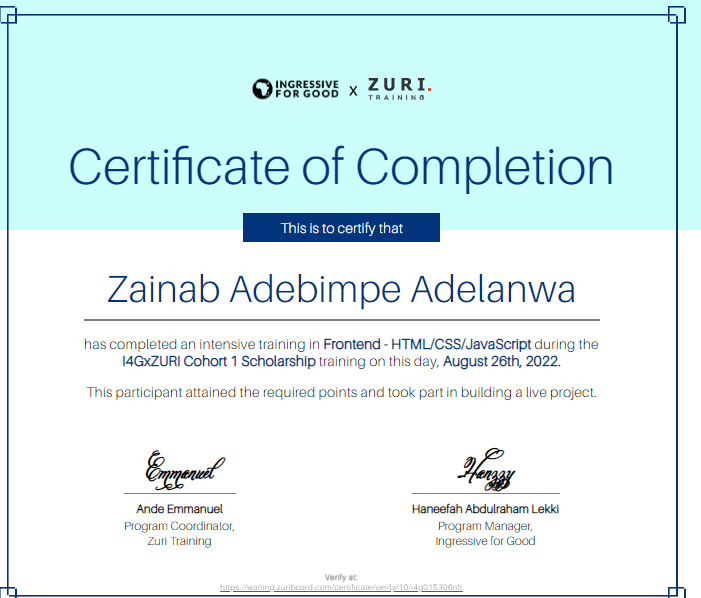 INGRESSIVE
FOR GOOD
x
ZURI.
TRAINING
Certificate of Completion
This is to certify that
Zainab Adebimpe Adelanwa
has completed an intensive training in Frontend - HTML/CSS/JavaScript during the
I4GxZURI Cohort 1 Scholarship training on this day, August 26th, 2022.
This participant attained the required points and took part in building a live project.
Emmanuel
Hanzzy
Ande Emmanuel
Haneefah Abdulraham Lekki
Program Coordinator,
Program Manager,
Zuri Training
Ingressive for Good
Verify at:
https://waiting.zuriboard.com/certificate/verify/10/i4g015306nft